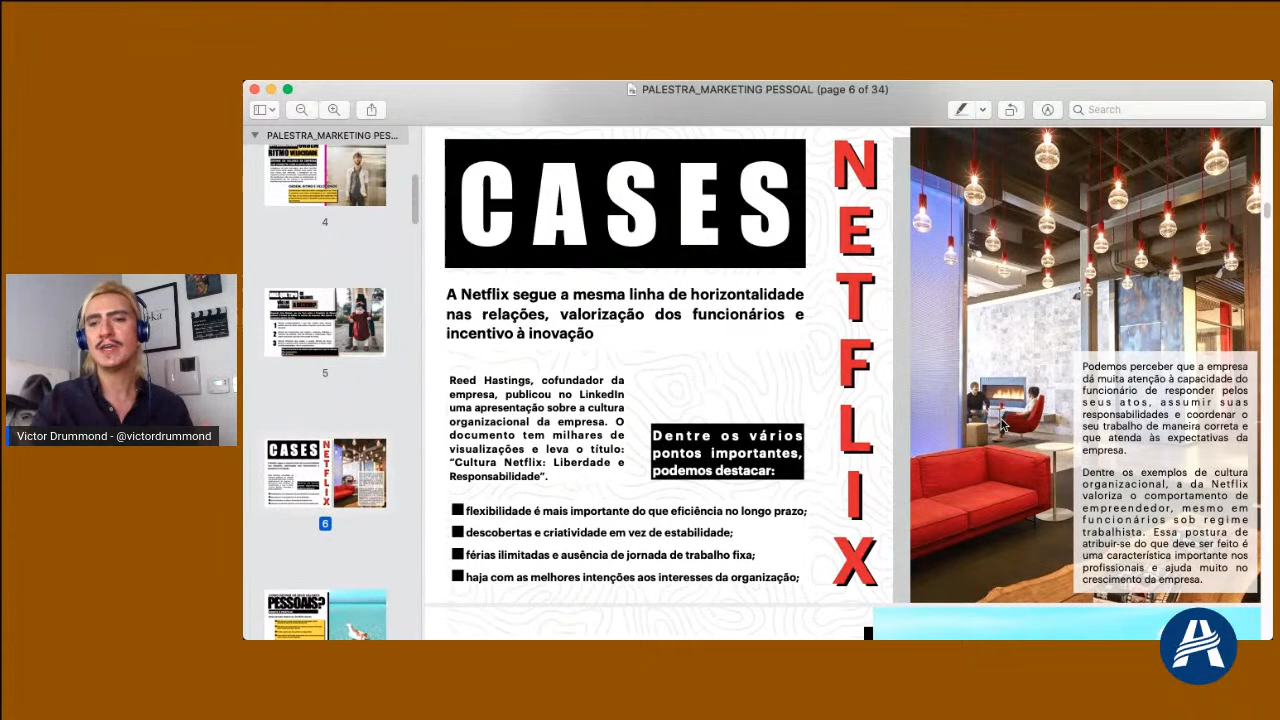 PALESTRA_MARKETING PESSOAL (page 6 of 34)
Search
PALESTRA_MARKETING PES...
4
5
6
CASES
NETFLIX
A Netflix segue a mesma linha de horizontalidade
nas relações, valorização dos funcionários e
incentivo à inovação
Reed Hastings, cofundador da
empresa, publicou no LinkedIn
uma apresentação sobre a cultura
organizacional da empresa. O
documento tem milhares de
visualizações e leva o título:
“Cultura Netflix: Liberdade e
Responsabilidade”.
Dentre os vários
pontos importantes,
podemos destacar:
flexibilidade é mais importante do que eficiência no longo prazo;
descobertas e criatividade em vez de estabilidade;
férias ilimitadas e ausência de jornada de trabalho fixa;
haja com as melhores intenções aos interesses da organização;
Podemos perceber que a empresa
dá muita atenção à capacidade do
funcionário de responder pelos
seus atos, assumir suas
responsabilidades e coordenar o
seu trabalho de maneira correta e
que atenda às expectativas da
empresa.
Dentre os exemplos de cultura
organizacional, a da Netflix
valoriza o comportamento de
empreendedor, mesmo em
funcionários sob regime
trabalhista. Essa postura de
atribuir-se do que deve ser feito é
uma característica importante nos
profissionais e ajuda muito no
crescimento da empresa.
Victor Drummond - @victordrummond
CASES
NETFLIX
PESSOAIS?